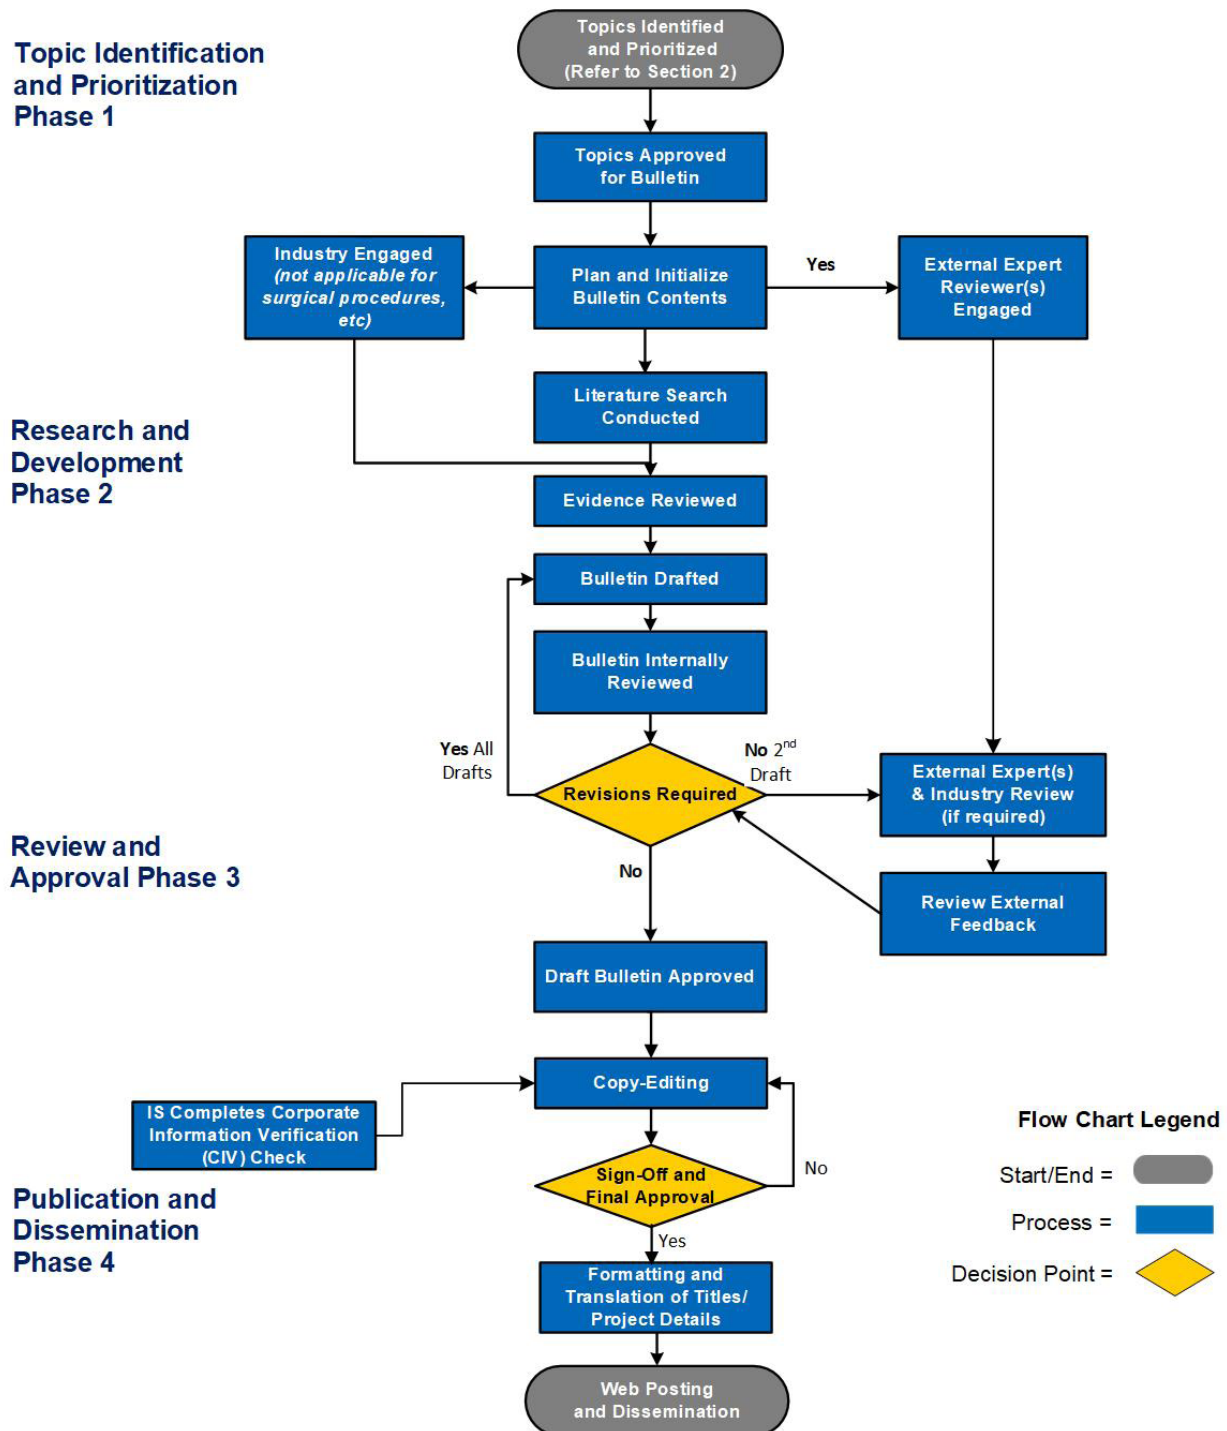 Topics Identified
and Prioritized
(Refer to Section 2)
Topic Identification
and Prioritization
Phase 1
Topics Approved
for Bulletin
Industry Engaged
(not applicable for
surgical procedures,
etc)
Plan and Initialize
Bulletin Contents
Yes
External Expert
Reviewer(s)
Engaged
Literature Search
Conducted
Research and
Development
Phase 2
Evidence Reviewed
Bulletin Drafted
Bulletin Internally
Reviewed
Yes All
Drafts
Revisions Required
No 2nd
Draft
External Expert(s)
& Industry Review
(if required)
Review and
Approval Phase 3
No
Review External
Feedback
Draft Bulletin Approved
Copy-Editing
IS Completes Corporate
Information Verification
(CIV) Check
Sign-Off and
Final Approval
No
Publication and
Dissemination
Phase 4
Yes
Formatting and
Translation of Titles/
Project Details
Web Posting
and Dissemination
Flow Chart Legend
Start/End =
Process =
Decision Point =